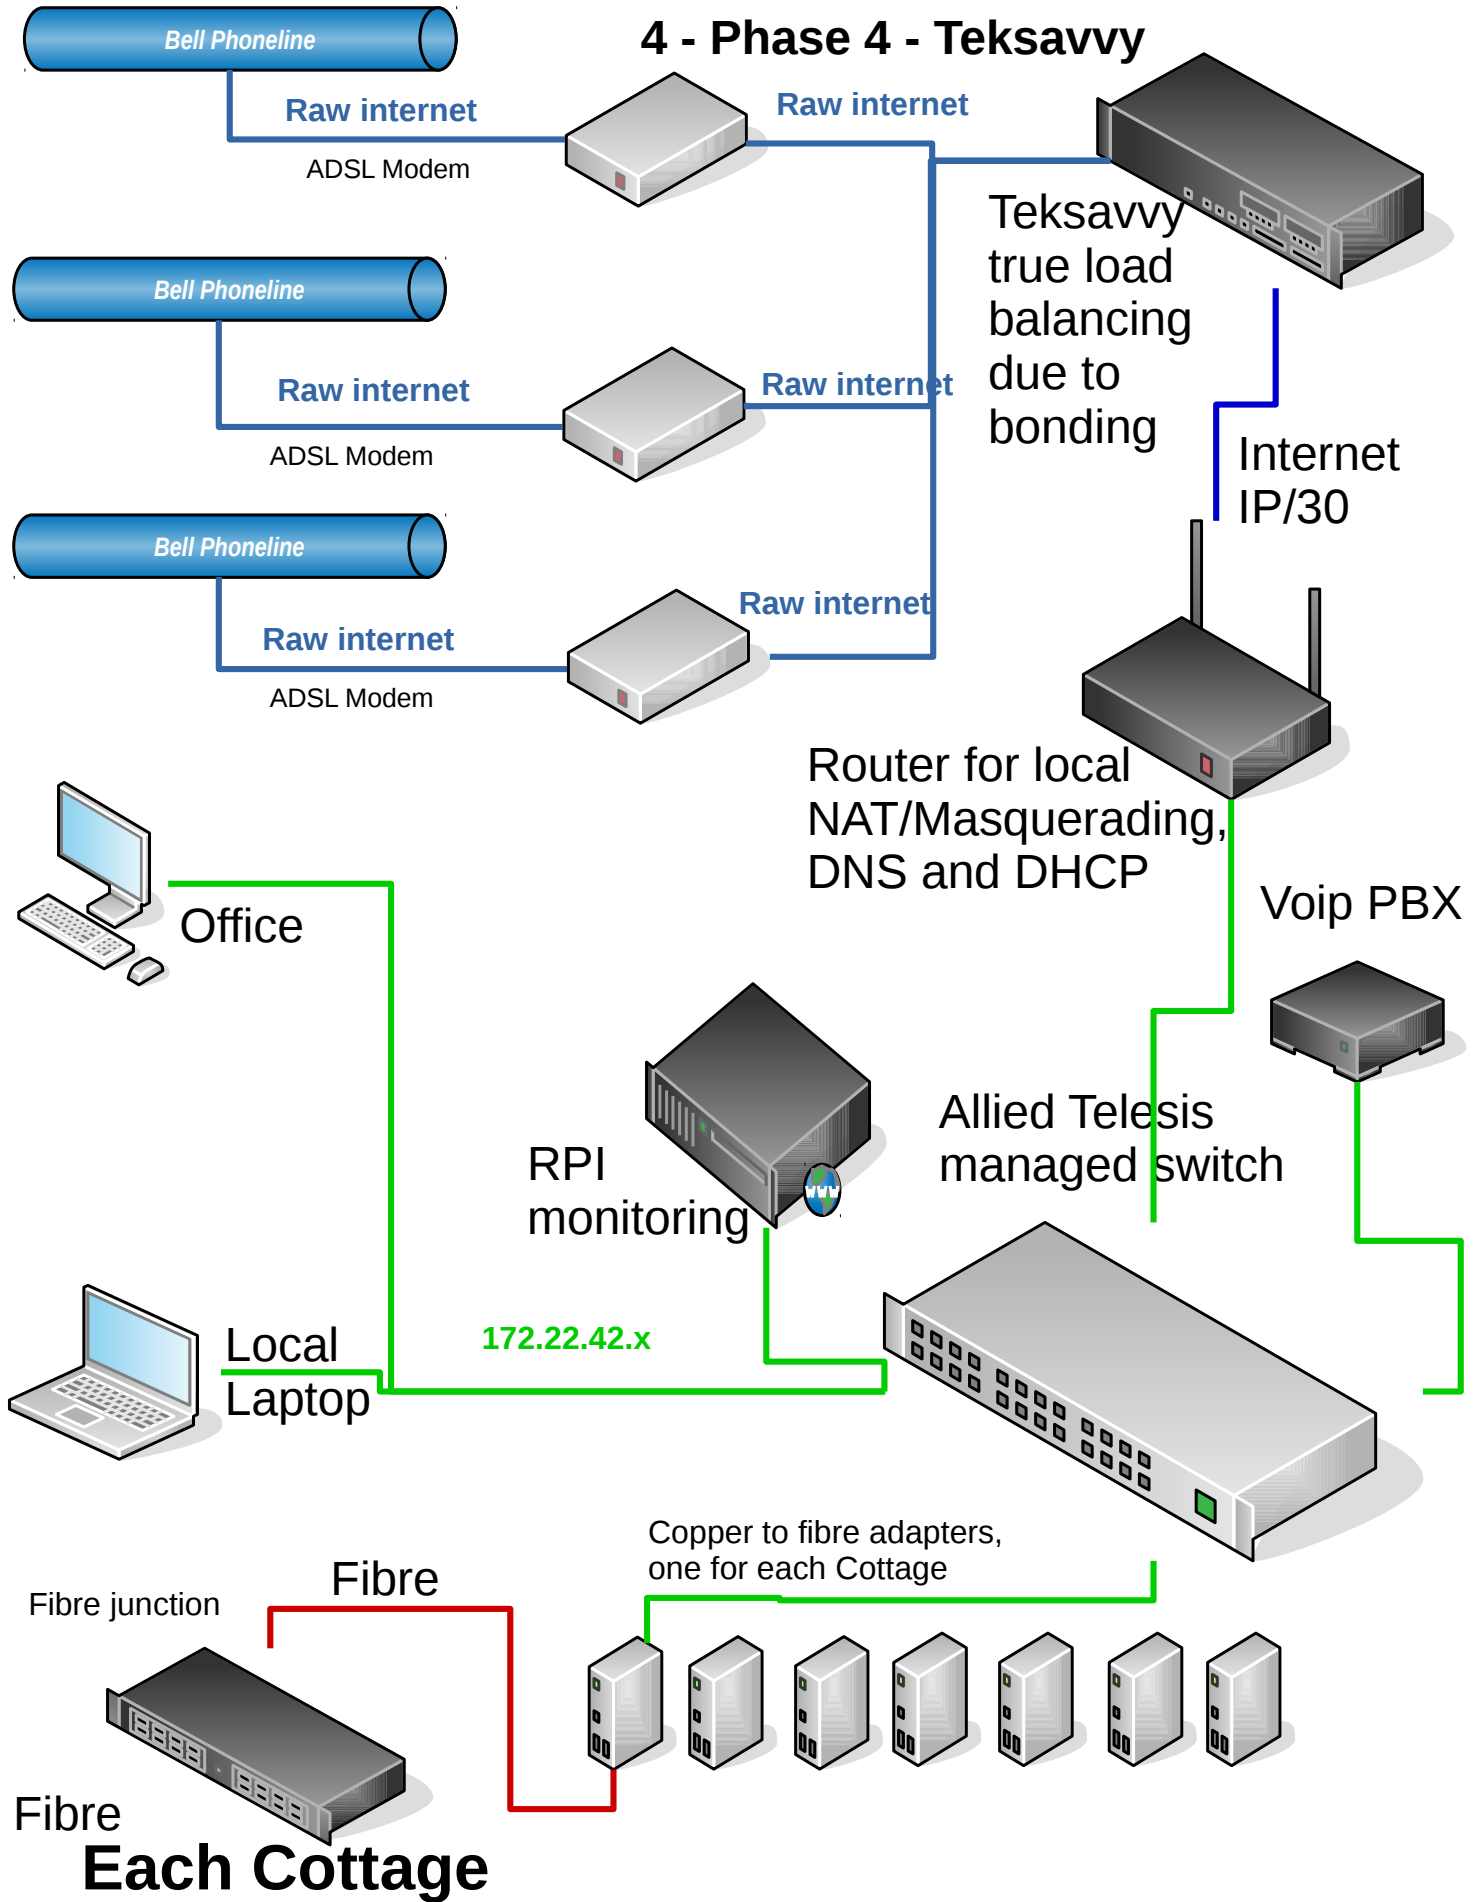 4 - Phase 4 - Teksavvy
Bell Phoneline
Raw internet
Raw internet
ADSL Modem
Teksavvy
true load
balancing
due to
bonding
Bell Phoneline
Raw internet
Raw internet
ADSL Modem
Internet
IP/30
Bell Phoneline
Raw internet
Raw internet
ADSL Modem
Router for local
NAT/Masquerading,
DNS and DHCP
Office
Voip PBX
Allied Telesis
managed switch
RPI
monitoring
WWW
Local
Laptop
172.22.42.x
Copper to fibre adapters,
one for each Cottage
Fibre
Fibre junction
Fibre
Each Cottage